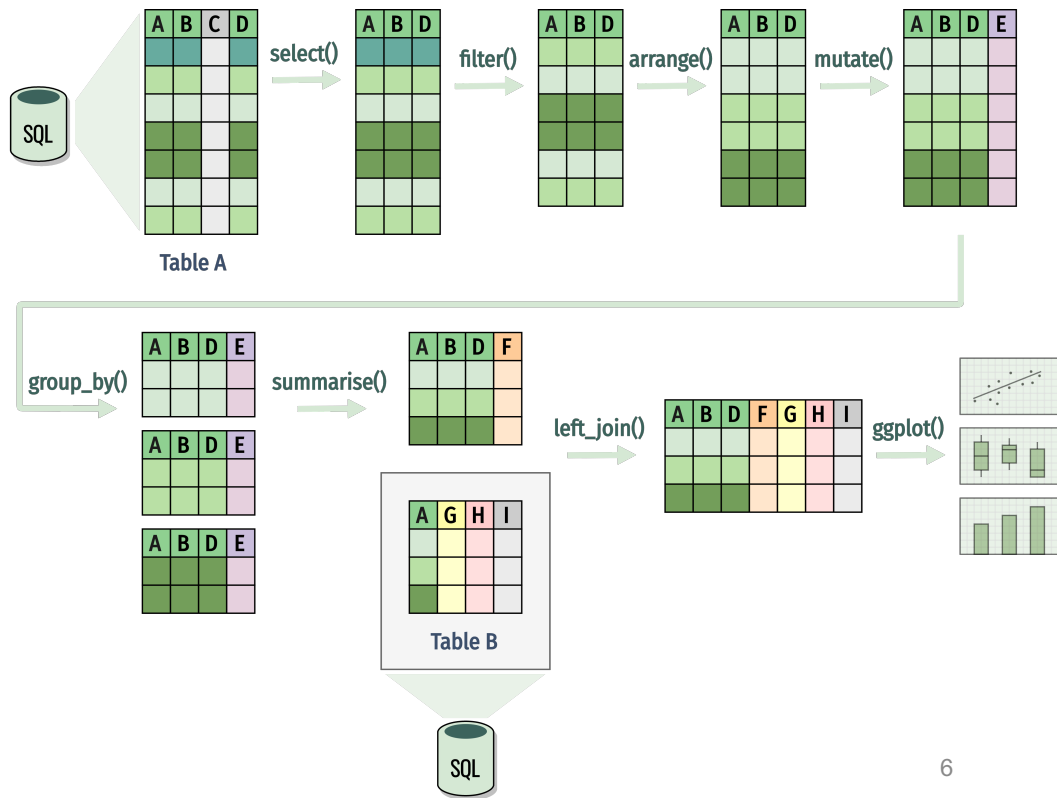 A B C D
A B D
A B D
A B D
A B D E
select()
filter()
arrange()
mutate()
SQL
Table A
A B D E
A B D F
group_by()
summarise()
left_join()
A B D F G H I
ggplot()
A B D E
A B D E
A G H I
Table B
SQL
6